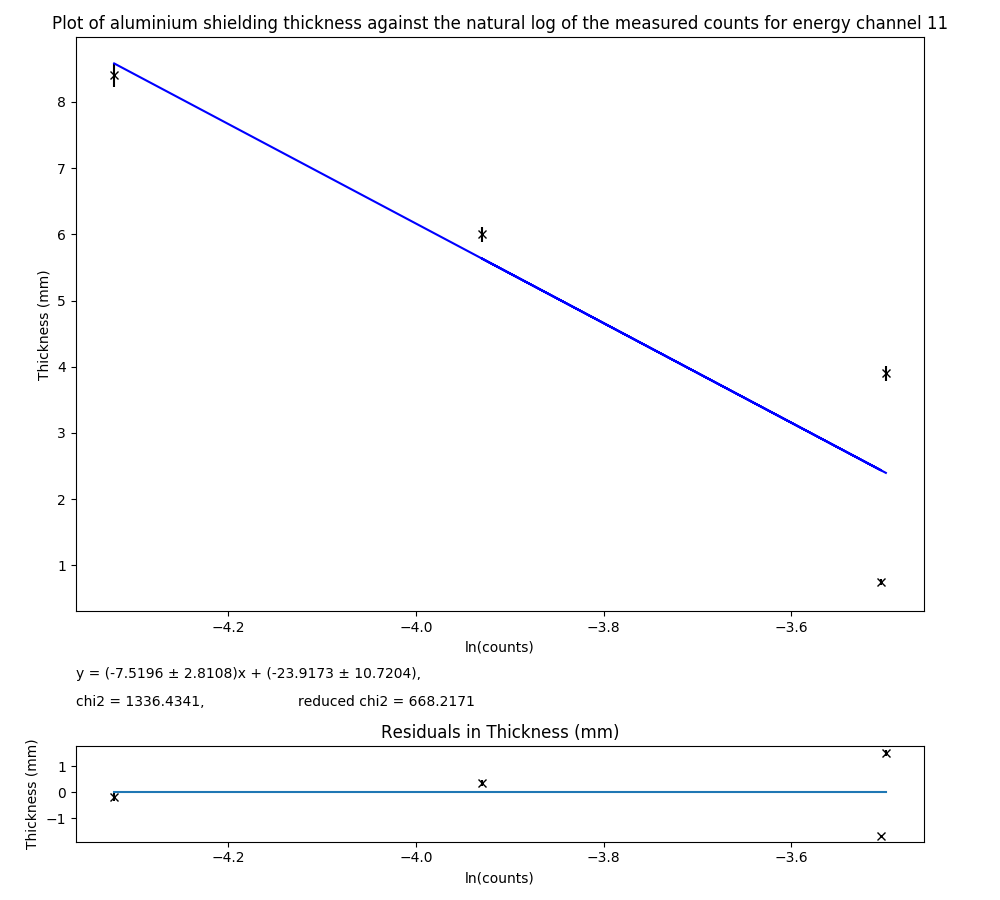 Plot of aluminium shielding thickness against the natural log of the measured counts for energy channel 11
8
7
6
5
4
3
2
1
Thickness (mm)
−4.2 −4.0 −3.8 −3.6
ln(counts)
y = (-7.5196 ± 2.8108)x + (-23.9173 ± 10.7204),
chi2 = 1336.4341, reduced chi2 = 668.2171
Residuals in Thickness (mm)
1
0
−1
Thickness (mm)
−4.2 −4.0 −3.8 −3.6
ln(counts)